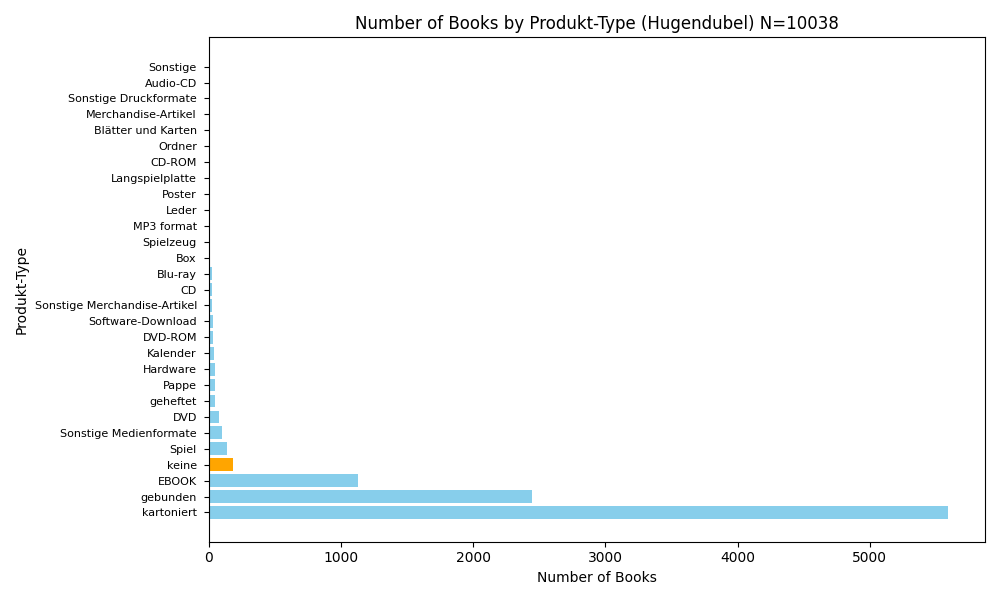 Number of Books by Produkt-Type (Hugendubel) N=10038
Produkt-Type
Sonstige
Audio-CD
Sonstige Druckformate
Merchandise-Artikel
Blätter und Karten
Ordner
CD-ROM
Langspielplatte
Poster
Leder
MP3 format
Spielzeug
Box
Blu-ray
CD
Sonstige Merchandise-Artikel
Software-Download
DVD-ROM
Kalender
Hardware
Pappe
geheftet
DVD
Sonstige Medienformate
Spiel
keine
EBOOK
gebunden
kartoniert
0 1000 2000 3000 4000 5000
Number of Books